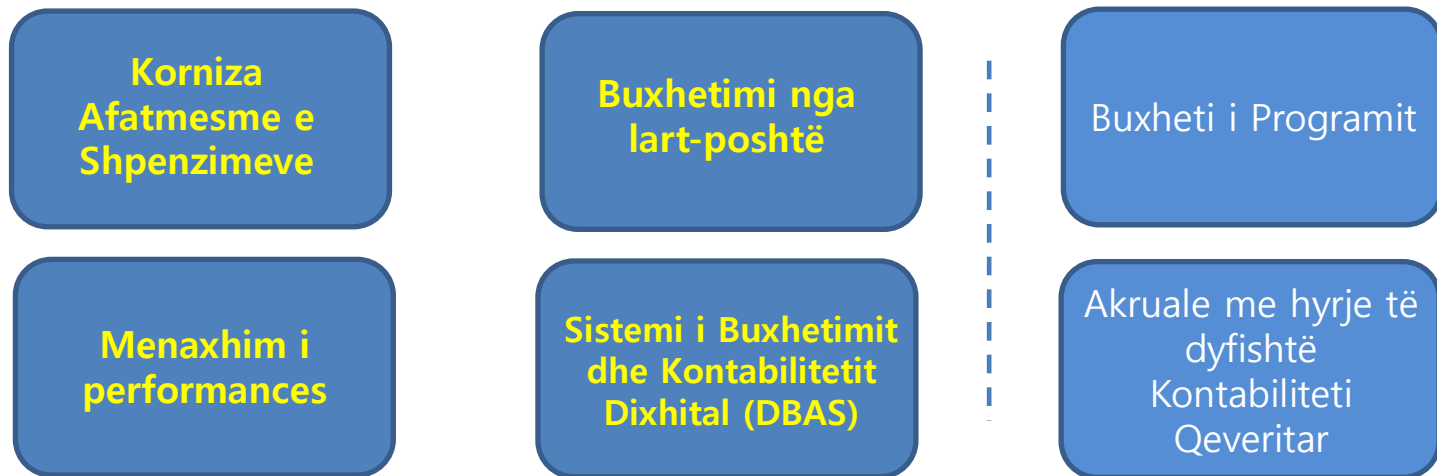 Korniza
Afatmesme e
Shpenzimeve
Buxhetimi nga
lart-poshtë
Buxheti i Programit
Menaxhim i
performances
Sistemi i Buxhetimit
dhe Kontabilitetit
Dixhital (DBAS)
Akruale me hyrje të
dyfishtë
Kontabiliteti
Qeveritar